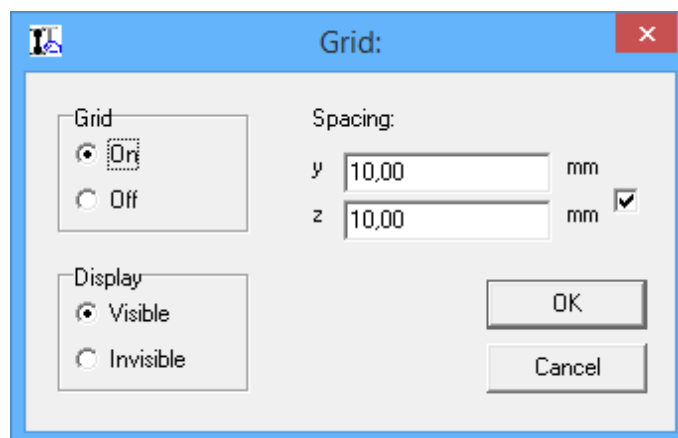 Grid:
Grid
On
Off
Spacing:
y 10,00 mm
z 10,00 mm
Display
Visible
Invisible
OK
Cancel